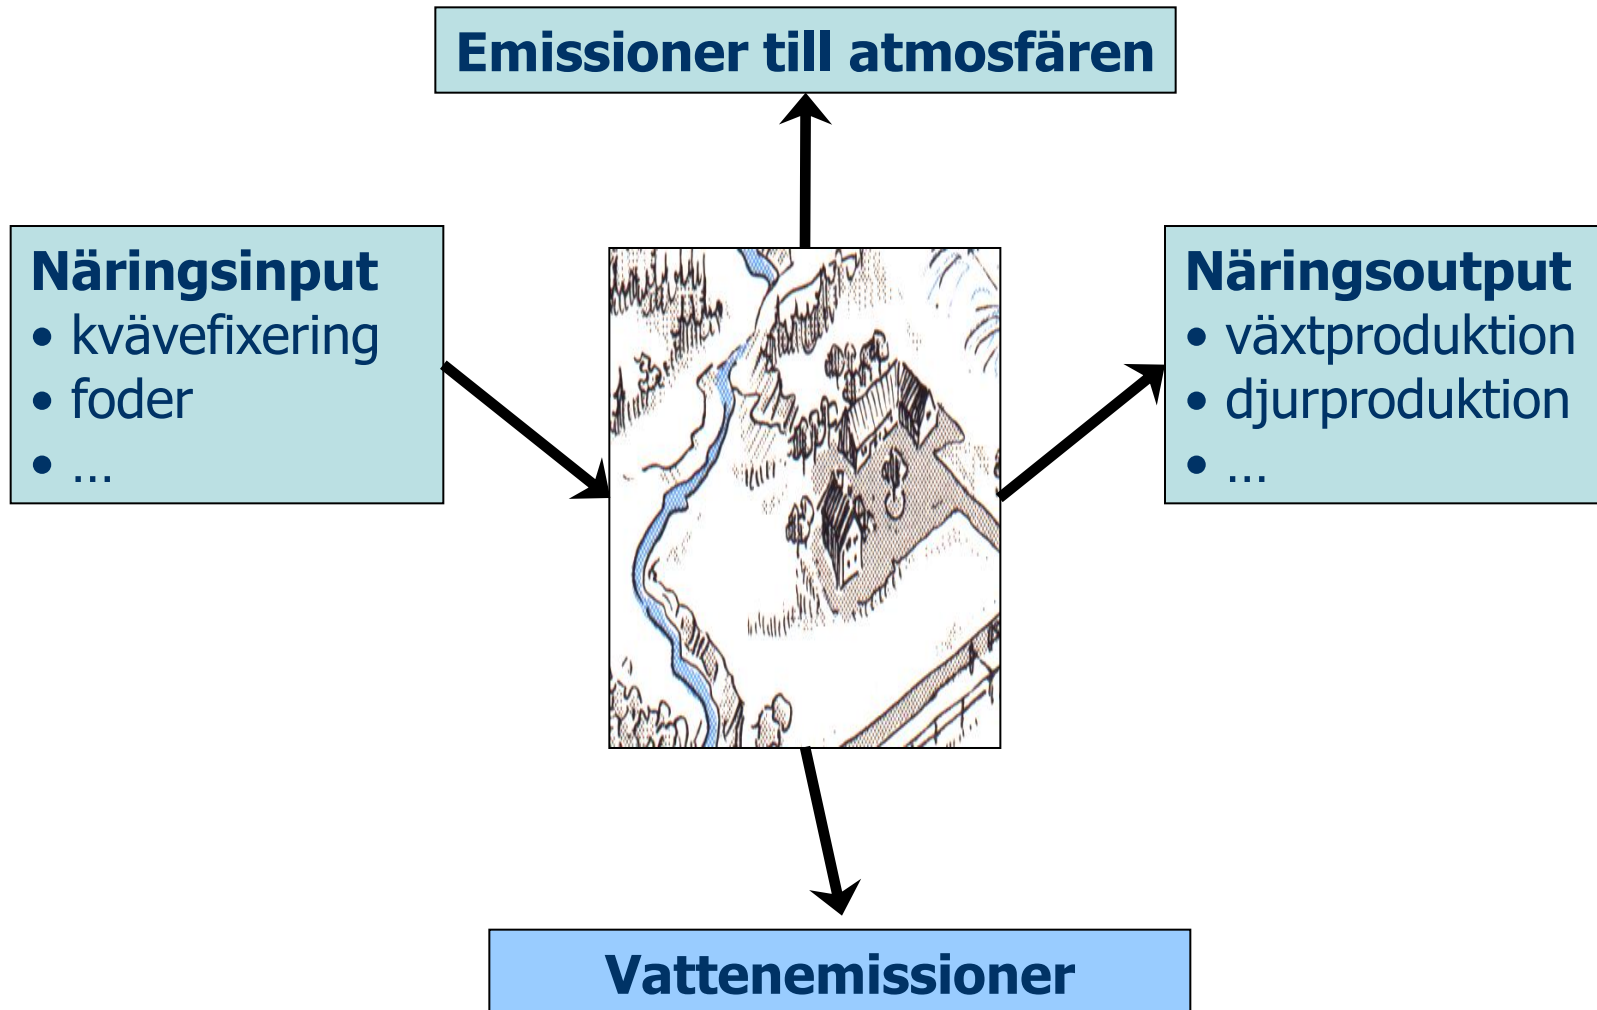 Emissioner till atmosfären
Näringsinput
• kvävefixering
• foder
• ...
Näringsoutput
• växtproduktion
• djurproduktion
• ...
Vattenemissioner